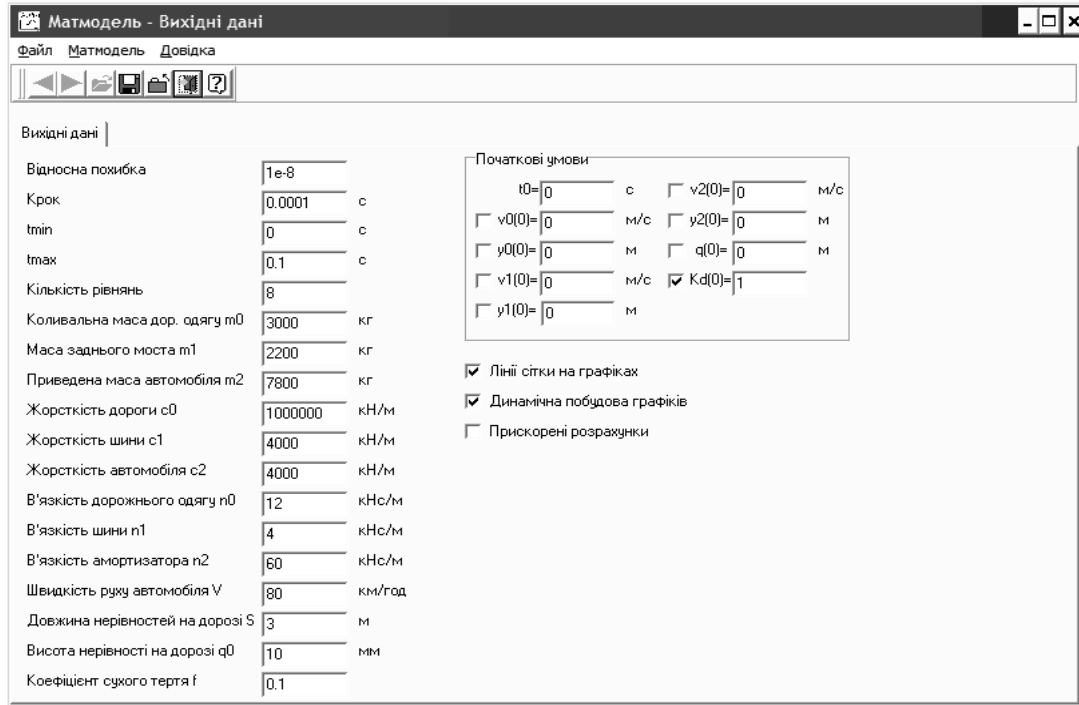 Матмодель - Вихідні дані
Файл Матмодель Довідка
Вихідні дані
Відносна похибка 1e-8
Крок 0.0001 с
tmin 0 с
tmax 0.1 с
Кількість рівнянь 8
Коливальна маса дор. одягу m0 3000 кг
Маса заднього моста m1 2200 кг
Приведена маса автомобіля m2 7800 кг
Жорсткість дороги c0 1000000 кН/м
Жорсткість шини c1 4000 кН/м
Жорсткість автомобіля c2 4000 кН/м
В'язкість дорожнього одягу n0 12 кНс/м
В'язкість шини n1 4 кНс/м
В'язкість амортизатора n2 60 кНс/м
Швидкість руху автомобіля V 80 км/год
Довжина нерівностей на дорозі S 3 м
Висота нерівності на дорозі q0 10 мм
Коефіцієнт сухого тертя f 0.1
Початкові умови
t0= 0 с v2(0)= 0 м/с
v0(0)= 0 м/с y2(0)= 0 м
y0(0)= 0 м q(0)= 0 м
v1(0)= 0 м/с Kd(0)= 1
y1(0)= 0 м
Лінії сітки на графіках
Динамічна побудова графіків
Прискорені розрахунки